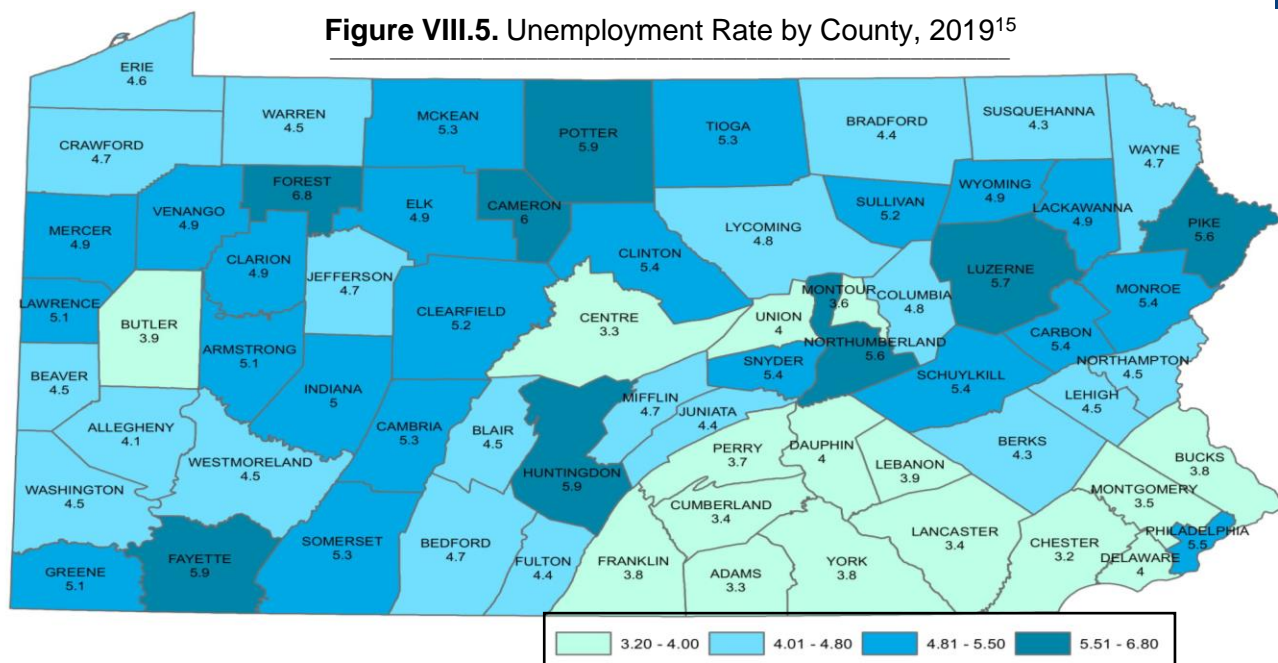 Figure VIII.5. Unemployment Rate by County, 2019¹⁵
ERIE
4.6
WARREN
4.5
MCKEAN
5.3
POTTER
5.9
TIOGA
5.3
BRADFORD
4.4
SUSQUEHANNA
4.3
WAYNE
4.7
CRAWFORD
4.7
FOREST
6.8
VENANGO
4.9
ELK
4.9
CAMERON
6
SULLIVAN
5.2
WYOMING
4.9
LACKAWANNA
4.9
PIKE
5.6
MERCER
4.9
CLARION
4.9
JEFFERSON
4.7
CLINTON
5.4
LYCOMING
4.8
LUZERNE
5.7
MONROE
5.4
LAWRENCE
5.1
BUTLER
3.9
CLEARFIELD
5.2
CENTRE
3.3
UNION
4
MONTOUR
3.6
COLUMBIA
4.8
CARBON
5.4
ARMSTRONG
5.1
NORTHUMBERLAND
5.6
SNYDER
5.4
SCHUYLKILL
5.4
NORTHAMPTON
4.5
BEAVER
4.5
INDIANA
5
MIFFLIN
4.7
JUNIATA
4.4
LEHIGH
4.5
ALLEGHENY
4.1
CAMBRIA
5.3
BLAIR
4.5
PERRY
3.7
DAUPHIN
4
LEBANON
3.9
BERKS
4.3
BUCKS
3.8
WESTMORELAND
4.5
HUNTINGDON
5.9
MONTGOMERY
3.5
WASHINGTON
4.5
CUMBERLAND
3.4
LANCASTER
3.4
PHILADELPHIA
5.5
SOMERSET
5.3
BEDFORD
4.7
FULTON
4.4
FRANKLIN
3.8
ADAMS
3.3
YORK
3.8
CHESTER
3.2
DELAWARE
4
GREENE
5.1
FAYETTE
5.9
3.20 - 4.00 4.01 - 4.80 4.81 - 5.50 5.51 - 6.80